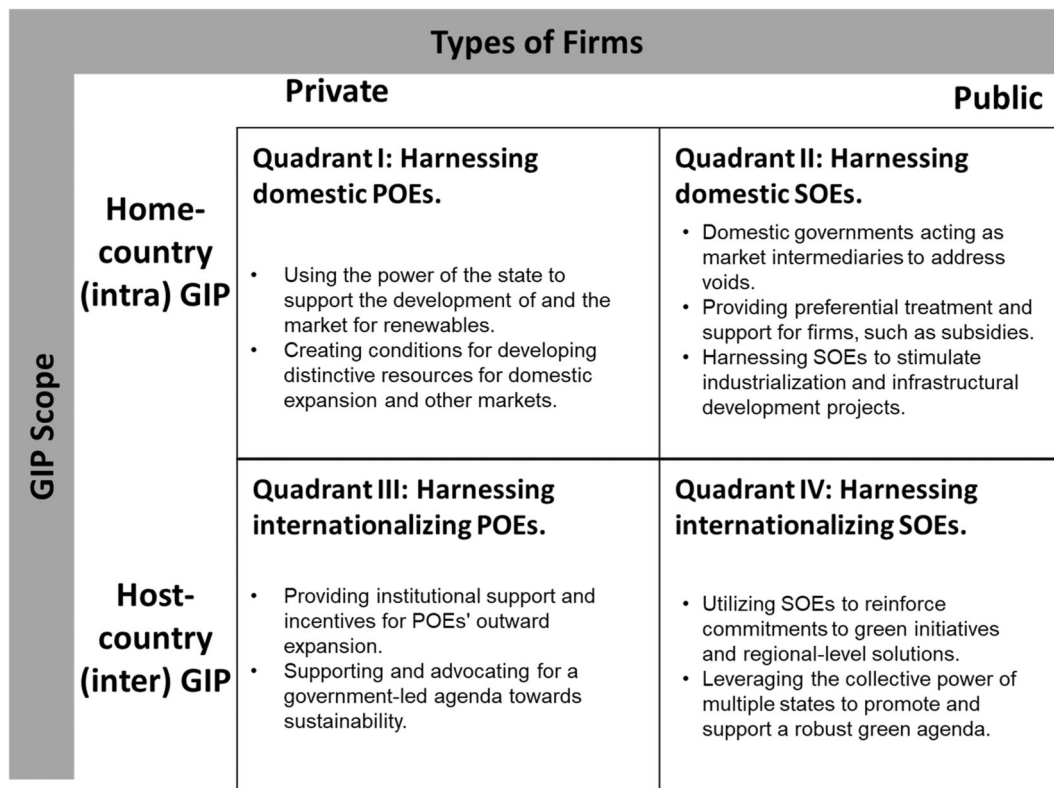 Types of Firms
Private
Public
GIP Scope
Home-
country
(intra) GIP
Quadrant I: Harnessing
domestic POEs.
• Using the power of the state to
support the development of and the
market for renewables.
• Creating conditions for developing
distinctive resources for domestic
expansion and other markets.
Quadrant II: Harnessing
domestic SOEs.
• Domestic governments acting as
market intermediaries to address
voids.
• Providing preferential treatment and
support for firms, such as subsidies.
• Harnessing SOEs to stimulate
industrialization and infrastructural
development projects.
Host-
country
(inter) GIP
Quadrant III: Harnessing
internationalizing POEs.
• Providing institutional support and
incentives for POEs' outward
expansion.
• Supporting and advocating for a
government-led agenda towards
sustainability.
Quadrant IV: Harnessing
internationalizing SOEs.
• Utilizing SOEs to reinforce
commitments to green initiatives
and regional-level solutions.
• Leveraging the collective power of
multiple states to promote and
support a robust green agenda.